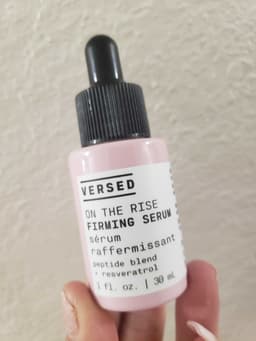 VERSED
ON THE RISE
FIRMING SERUM
sérum
raffermissant
peptide blend
+ resveratrol
1 fl. oz. | 30 mL